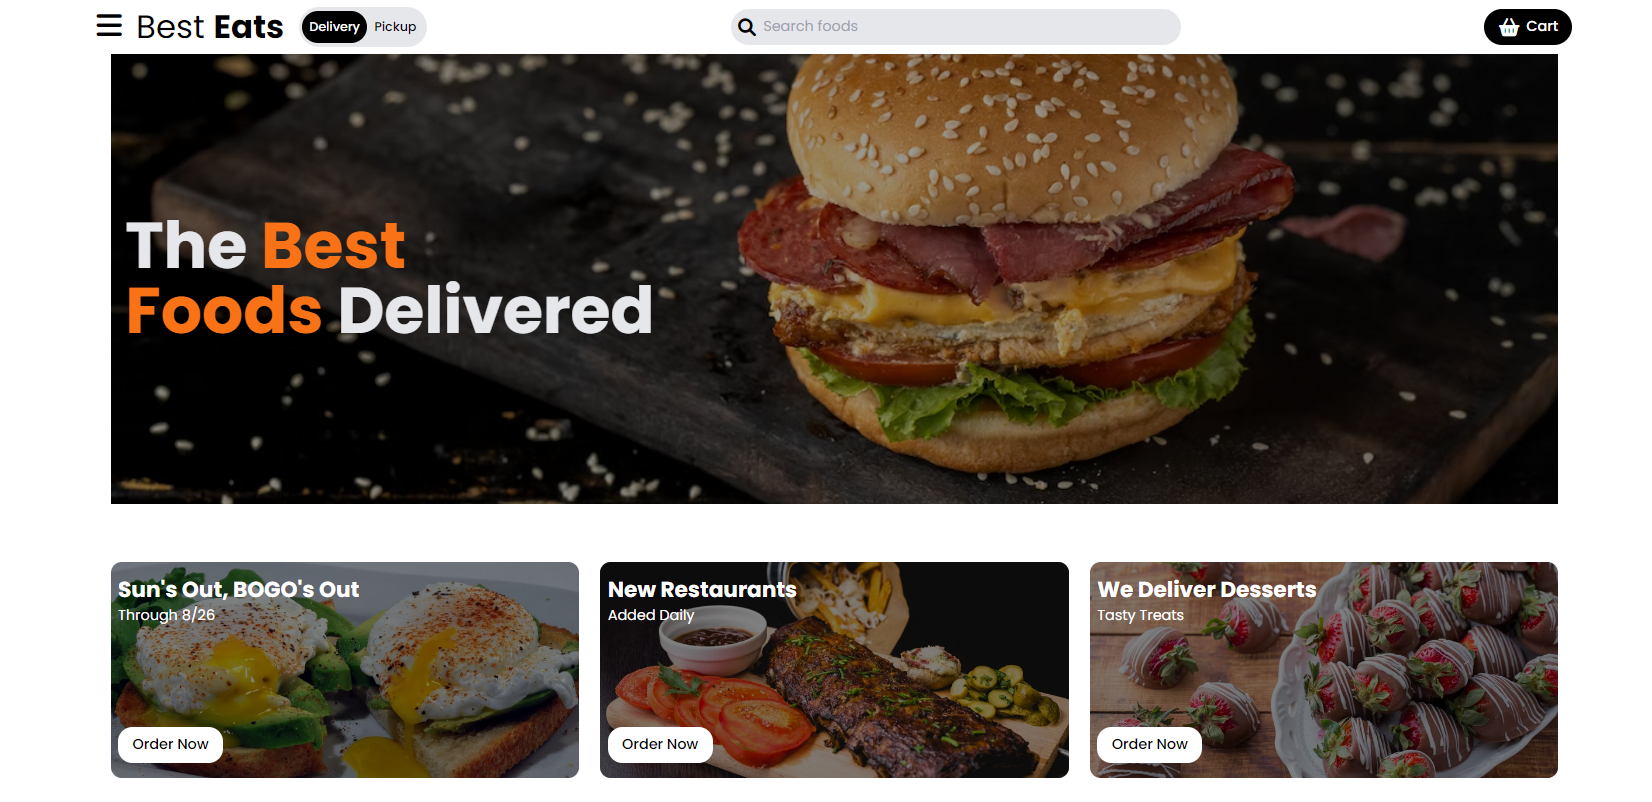 Best Eats
Delivery Pickup
Search foods
Cart
The Best
Foods Delivered
Sun's Out, BOGO's Out
Through 8/26
Order Now
New Restaurants
Added Daily
Order Now
We Deliver Desserts
Tasty Treats
Order Now